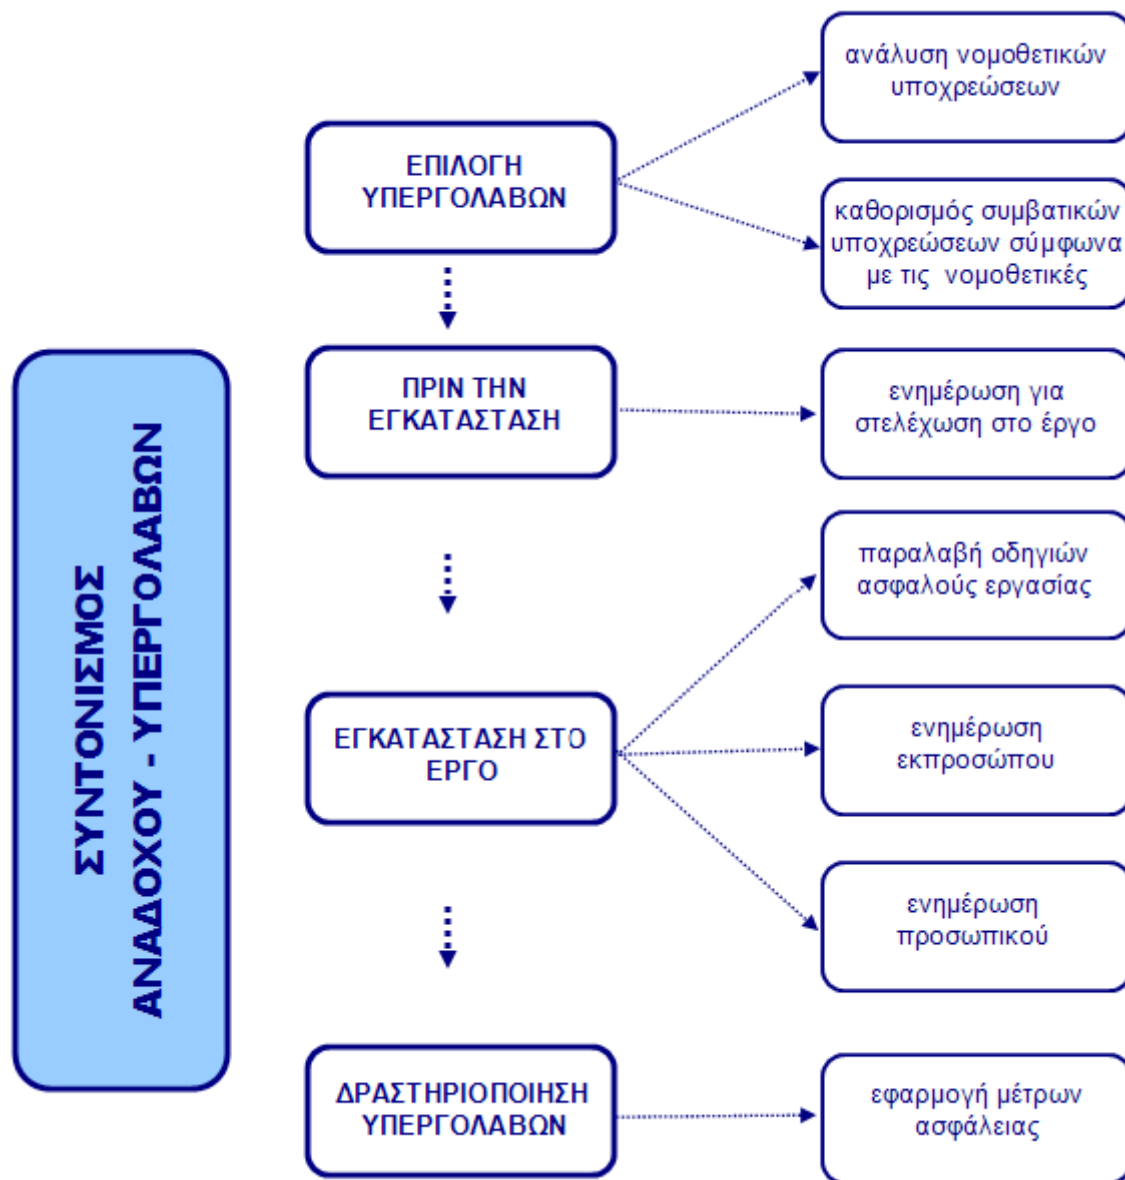 ΣΥΝΤΟΝΙΣΜΟΣ
ΑΝΑΔΟΧΟΥ - ΥΠΕΡΓΟΛΑΒΩΝ
ΕΠΙΛΟΓΗ
ΥΠΕΡΓΟΛΑΒΩΝ
ανάλυση νομοθετικών
υποχρεώσεων
καθορισμός συμβατικών
υποχρεώσεων σύμφωνα
με τις νομοθετικές
ΠΡΙΝ ΤΗΝ
ΕΓΚΑΤΑΣΤΑΣΗ
ενημέρωση για
στελέχωση στο έργο
ΕΓΚΑΤΑΣΤΑΣΗ ΣΤΟ
ΕΡΓΟ
παραλαβή οδηγιών
ασφαλούς εργασίας
ενημέρωση
εκπροσώπου
ενημέρωση
προσωπικού
ΔΡΑΣΤΗΡΙΟΠΟΙΗΣΗ
ΥΠΕΡΓΟΛΑΒΩΝ
εφαρμογή μέτρων
ασφάλειας